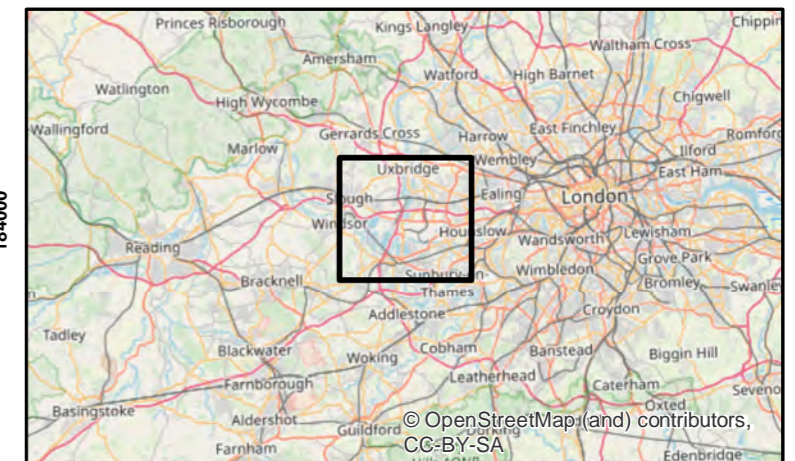 Princes Risborough
Kings Langley
Chippin
Waltham Cross
Amersham
Watford
High Barnet
Watlington
Chigwell
High Wycombe
Wallingford
Gerrards Cross
Harrow
East Finchley
Romford
Marlow
Ilford
Wembley
Uxbridge
East Ham
184000
Slough
Ealing
London
Windsor
Hounslow
Wandsworth
Lewisham
Reading
Grove Park
Sunbury-on-
Thames
Wimbledon
Bromley
Swanley
Bracknell
Addlestone
Croydon
Tadley
Blackwater
Cobham
Banstead
Biggin Hill
Woking
Leatherhead
Farnborough
Caterham
Seveno
Basingstoke
Oxted
Aldershot
© OpenStreetMap (and) contributors,
CC-BY-SA
Guildford
Dorking
Farnham
Edenbridge